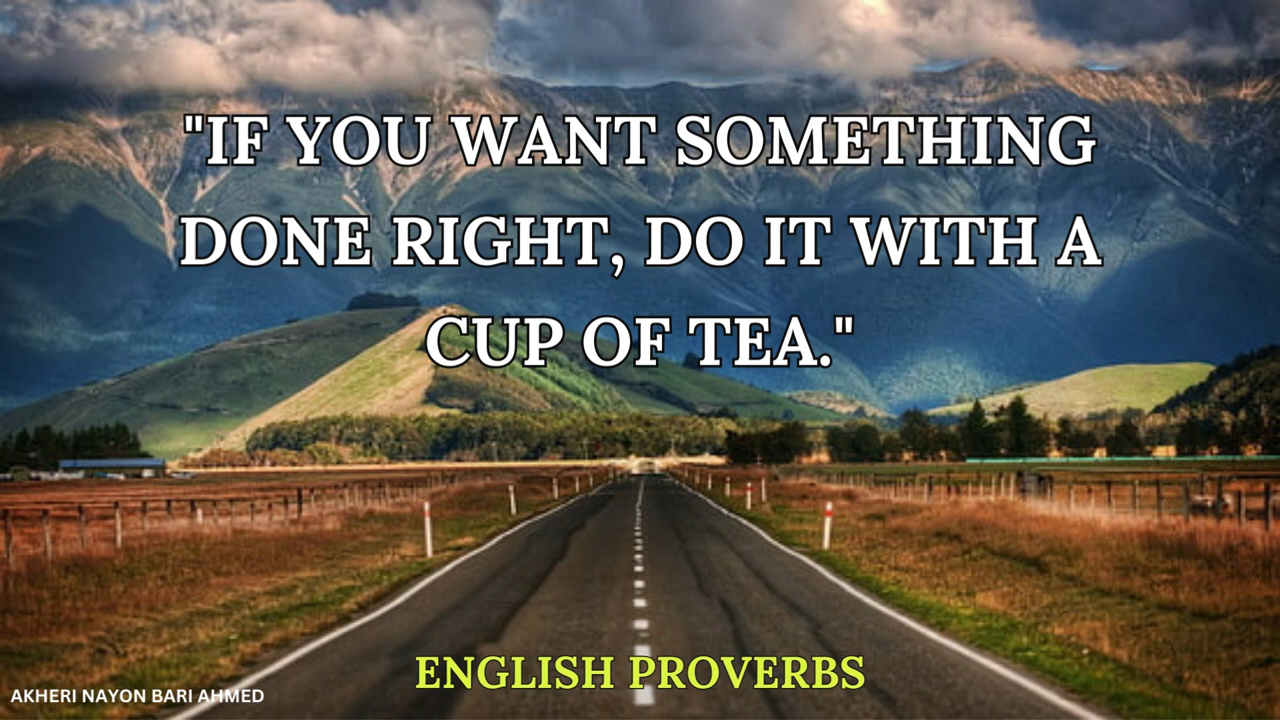 "IF YOU WANT SOMETHING
DONE RIGHT, DO IT WITH A
CUP OF TEA."
ENGLISH PROVERBS
AKHERI NAYON BARI AHMED